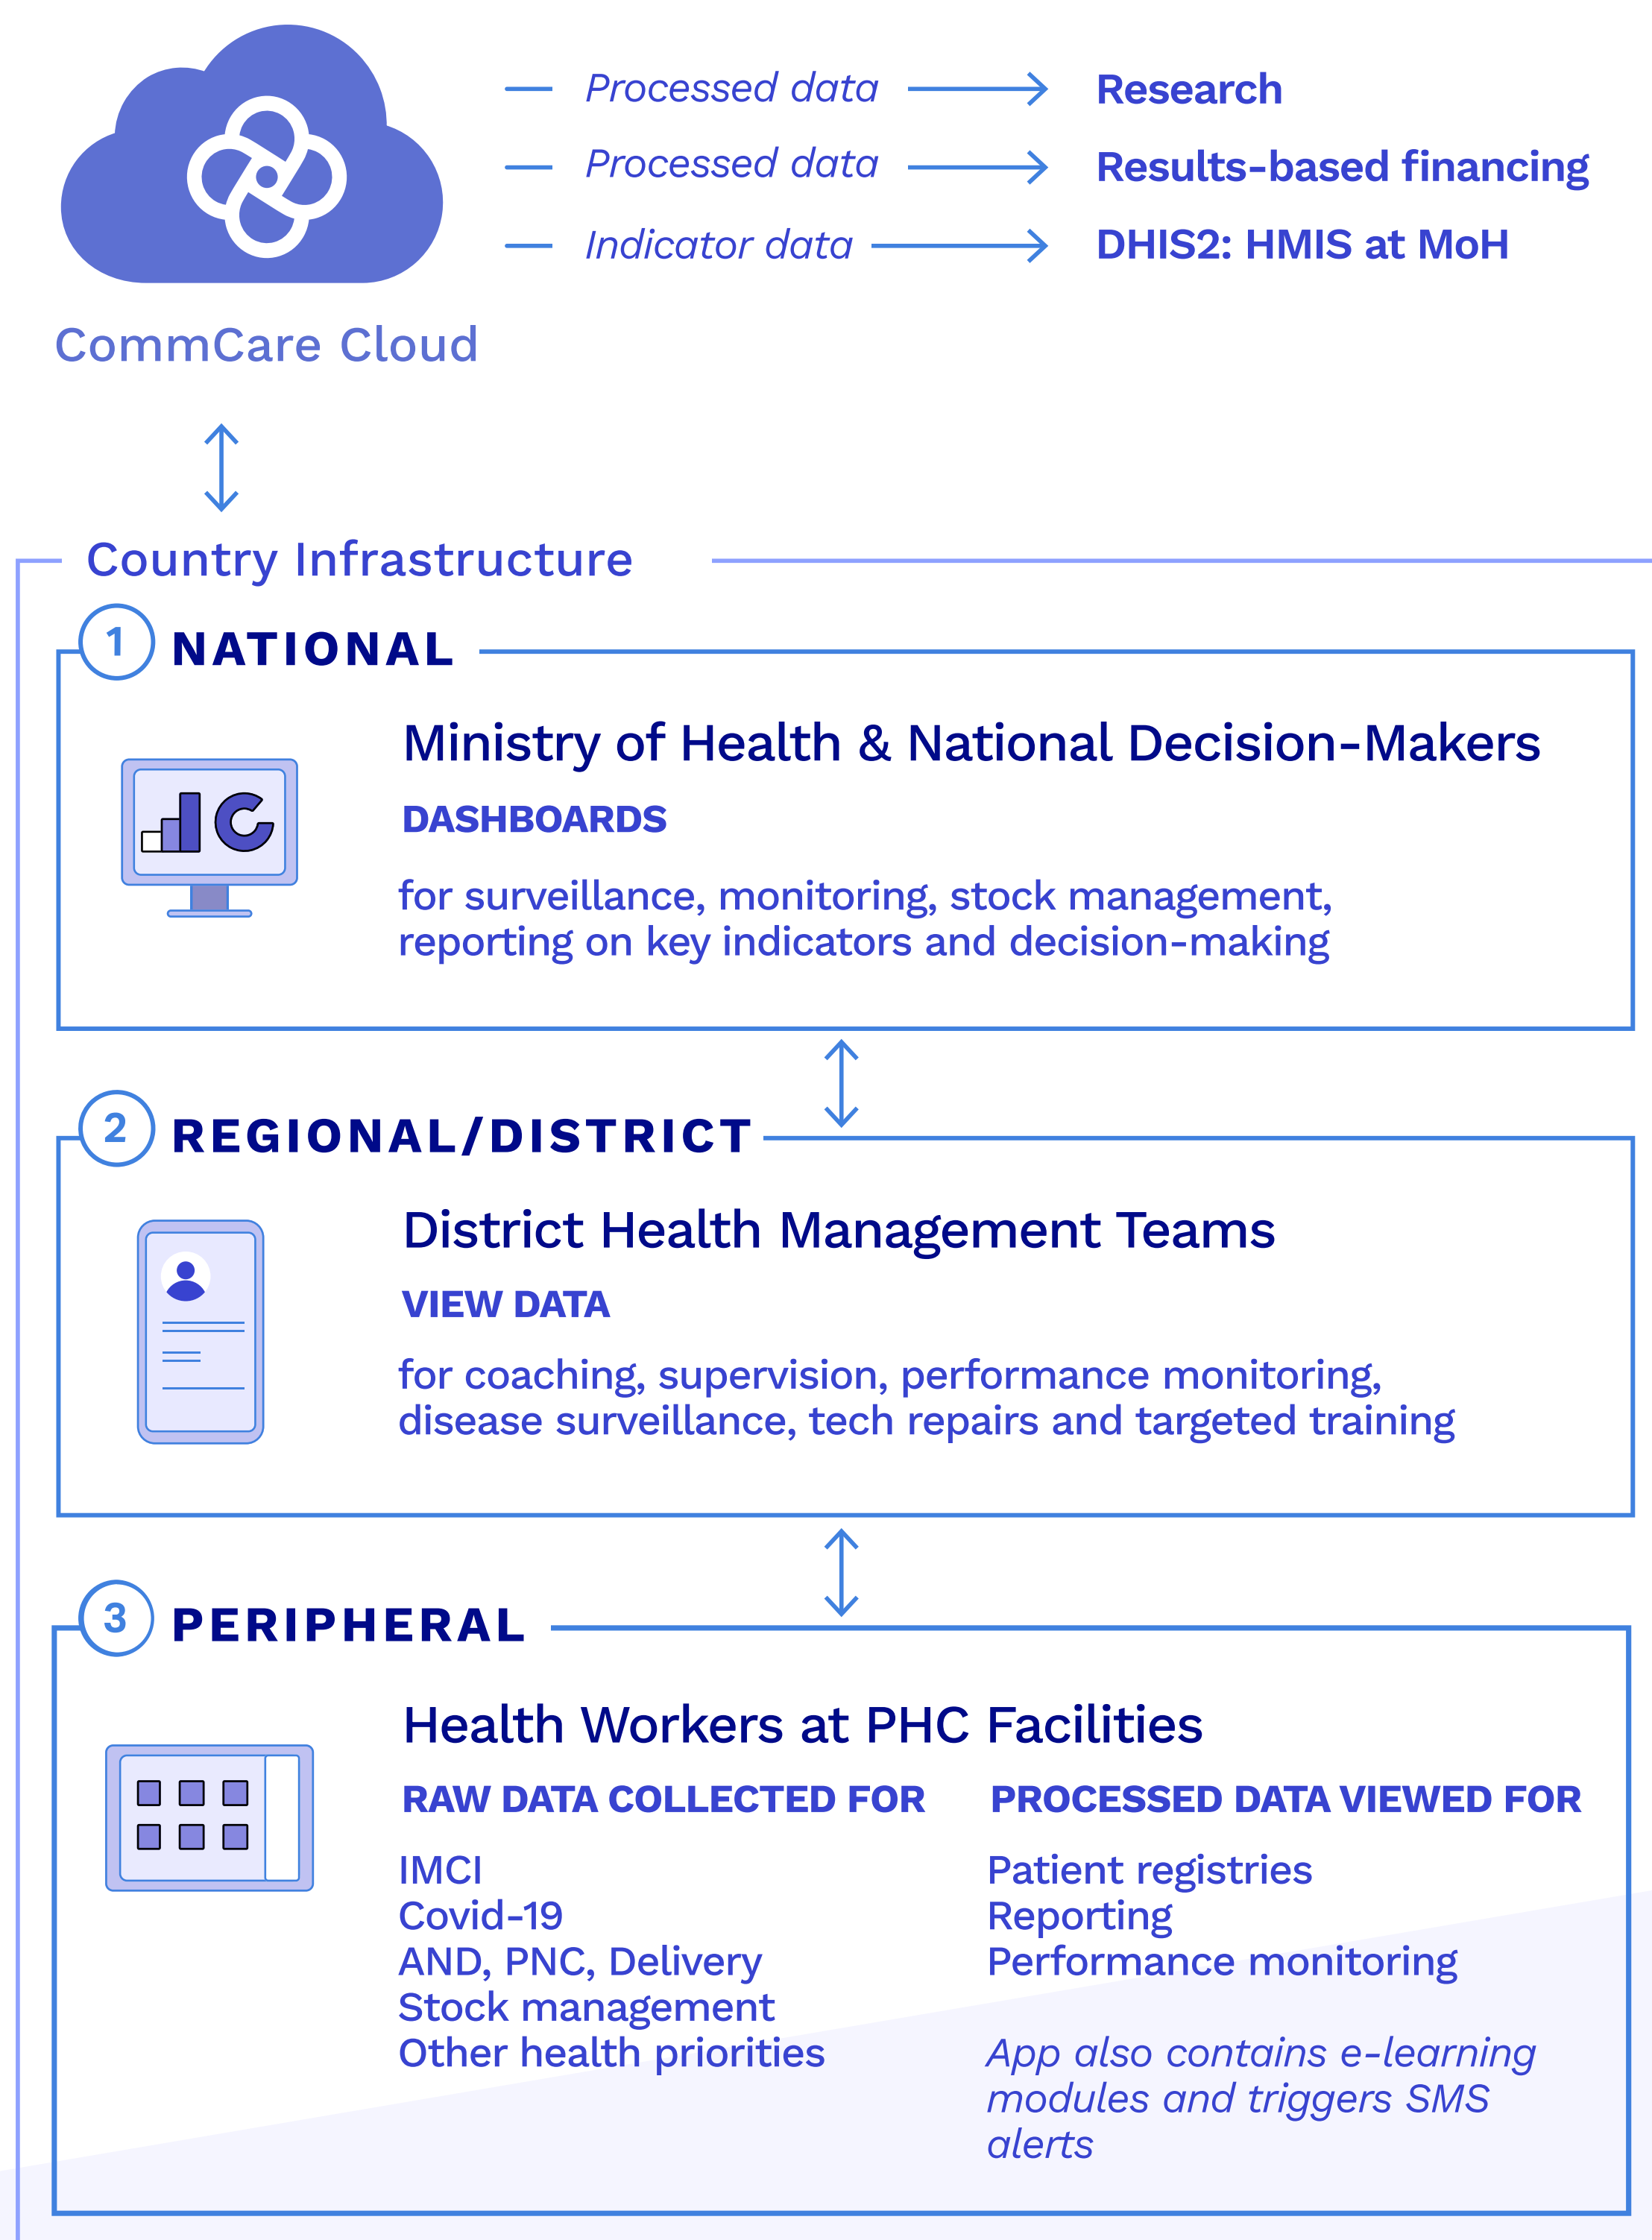 Processed data
Research
Processed data
Results-based financing
Indicator data
DHIS2: HMIS at MoH
CommCare Cloud
Country Infrastructure
1 NATIONAL
Ministry of Health & National Decision-Makers
DASHBOARDS
for surveillance, monitoring, stock management,
reporting on key indicators and decision-making
2 REGIONAL/DISTRICT
District Health Management Teams
VIEW DATA
for coaching, supervision, performance monitoring,
disease surveillance, tech repairs and targeted training
3 PERIPHERAL
Health Workers at PHC Facilities
RAW DATA COLLECTED FOR
IMCI
Covid-19
AND, PNC, Delivery
Stock management
Other health priorities
PROCESSED DATA VIEWED FOR
Patient registries
Reporting
Performance monitoring
App also contains e-learning
modules and triggers SMS
alerts